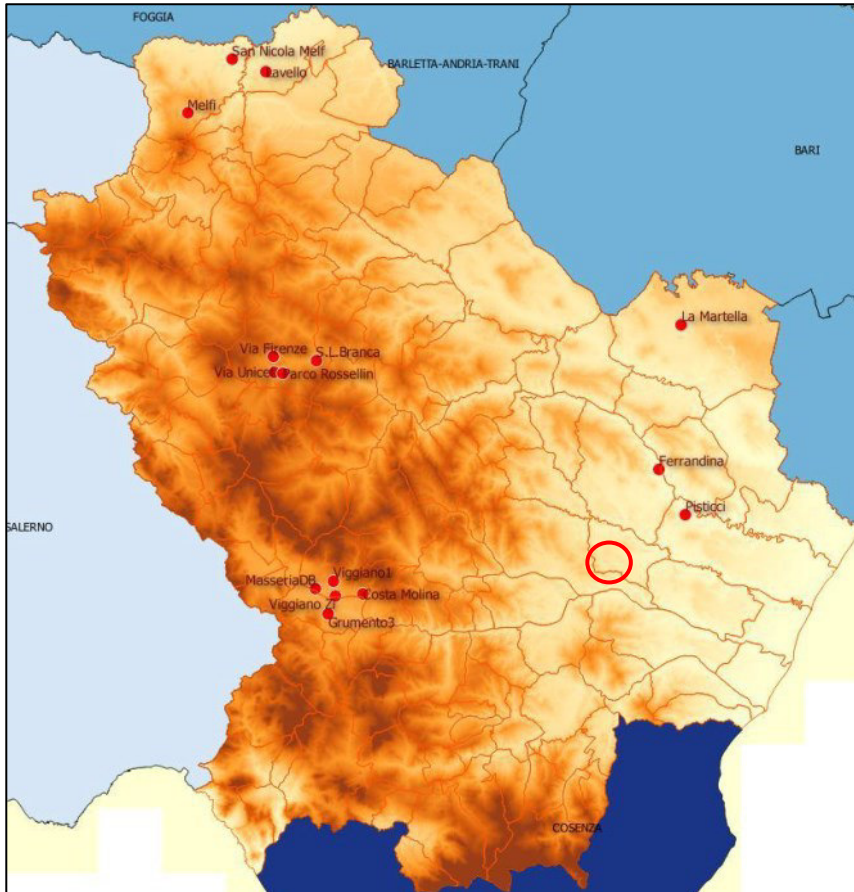 FOGGIA
San Nicola Melf
Lavello
BARLETTA-ANDRIA-TRANI
Melfi
BARI
La Martella
Via Firenze
S.L.Branca
Via Unice
Parco Rossellin
Ferrandina
Pisticci
SALERNO
Viggiano1
MasseriaDB
Costa Molina
Viggiano Zi
Grumento3
COSENZA